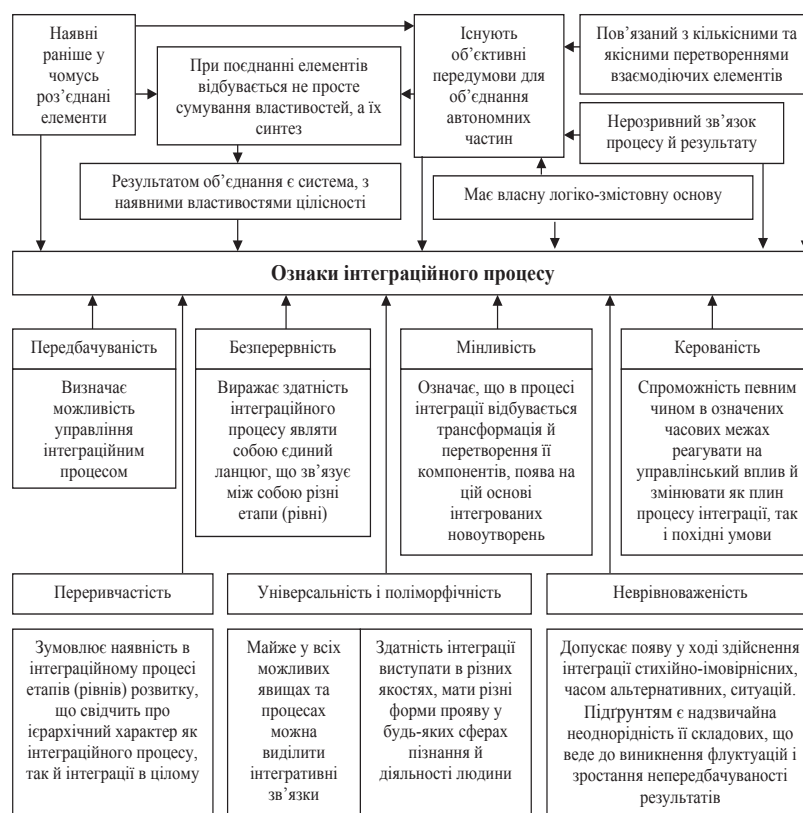 Наявні
раніше у
чомусь
роз’єднані
елементи
При поєднанні елементів
відбувається не просте
сумування властивостей, а їх
синтез
Існують
об’єктивні
передумови для
об’єднання
автономних
частин
Пов’язаний з кількісними та
якісними перетвореннями
взаємодіючих елементів
Нерозривний зв’язок
процесу й результату
Результатом об’єднання є система, з
наявними властивостями цілісності
Має власну логіко-змістовну основу
Ознаки інтеграційного процесу
Передбачуваність
Визначає
можливість
управління
інтеграційним
процесом
Безперервність
Виражає здатність
інтеграційного
процесу являти
собою єдиний
ланцюг, що зв’язує
між собою різні
етапи (рівні)
Мінливість
Означає, що в процесі
інтеграції відбувається
трансформація й
перетворення її
компонентів, поява на
цій основі
інтегрованих
новоутворень
Керованість
Спроможність певним
чином в означених
часових межах
реагувати на
управлінський вплив й
змінювати як плин
процесу інтеграції, так
і похідні умови
Переривчастість
Зумовлює наявність в
інтеграційному процесі
етапів (рівнів) розвитку,
що свідчить про
ієрархічний характер як
інтеграційного процесу,
так й інтеграції в цілому
Універсальність і поліморфічність
Майже у всіх
можливих
явищах та
процесах
можна
виділити
інтегративні
зв’язки
Здатність інтеграції
виступати в різних
якостях, мати різні
форми прояву у
будь-яких сферах
пізнання й
діяльності людини
Неврівноваженість
Допускає появу у ході здійснення
інтеграції стихійно-імовірнісних,
часом альтернативних, ситуацій.
Підґрунтям є надзвичайна
неоднорідність її складових, що
веде до виникнення флуктуацій і
зростання непередбачуваності
результатів